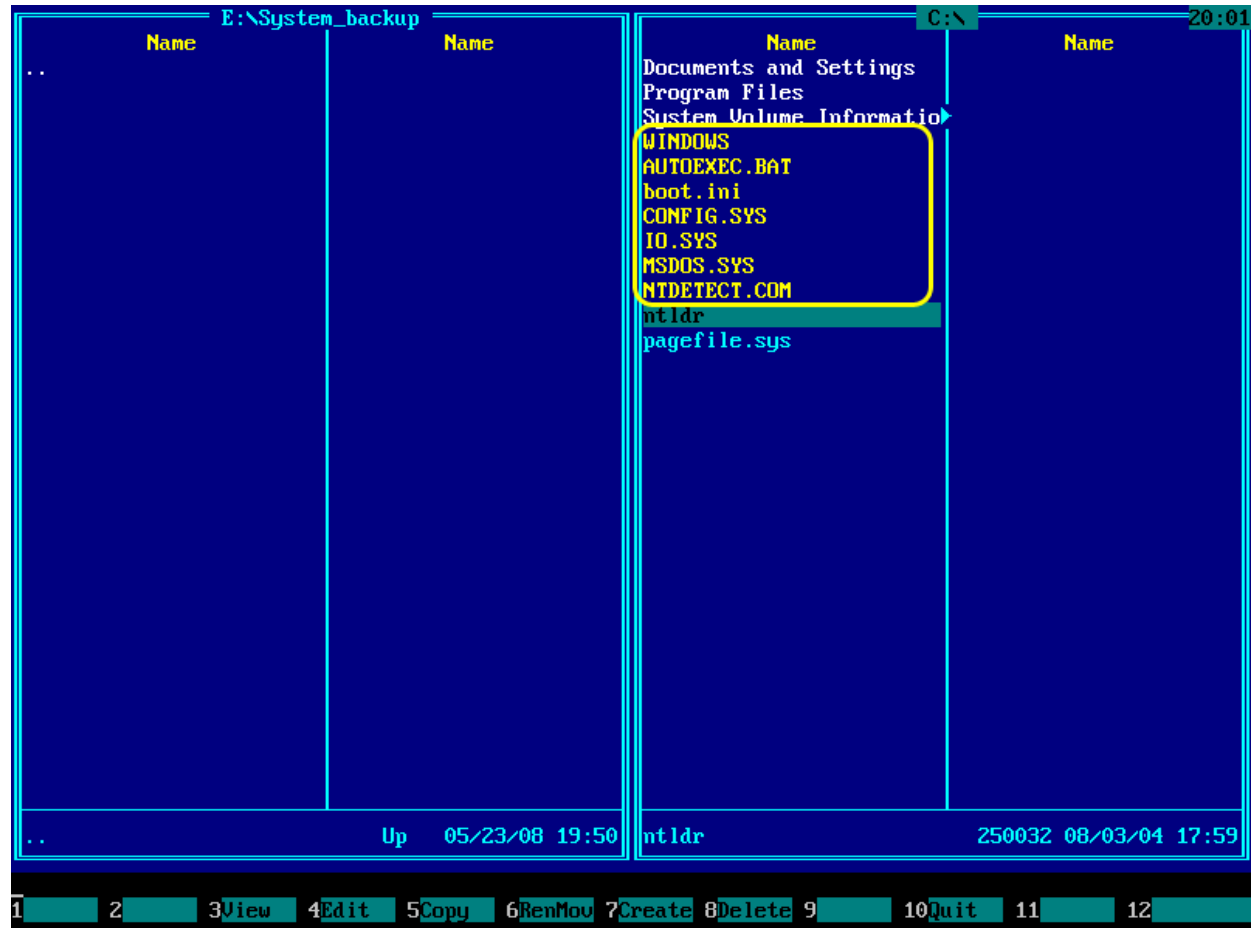 E:\System_backup
Name Name
..
.. Up 05/23/08 19:50
C:\ 20:01
Name Name
Documents and Settings
Program Files
System Volume Informatio
WINDOWS
AUTOEXEC.BAT
boot.ini
CONFIG.SYS
IO.SYS
MSDOS.SYS
NTDETECT.COM
ntldr
pagefile.sys
ntldr 250032 08/03/04 17:59
1 2 3View 4Edit 5Copy 6RenMov 7Create 8Delete 9 10Quit 11 12